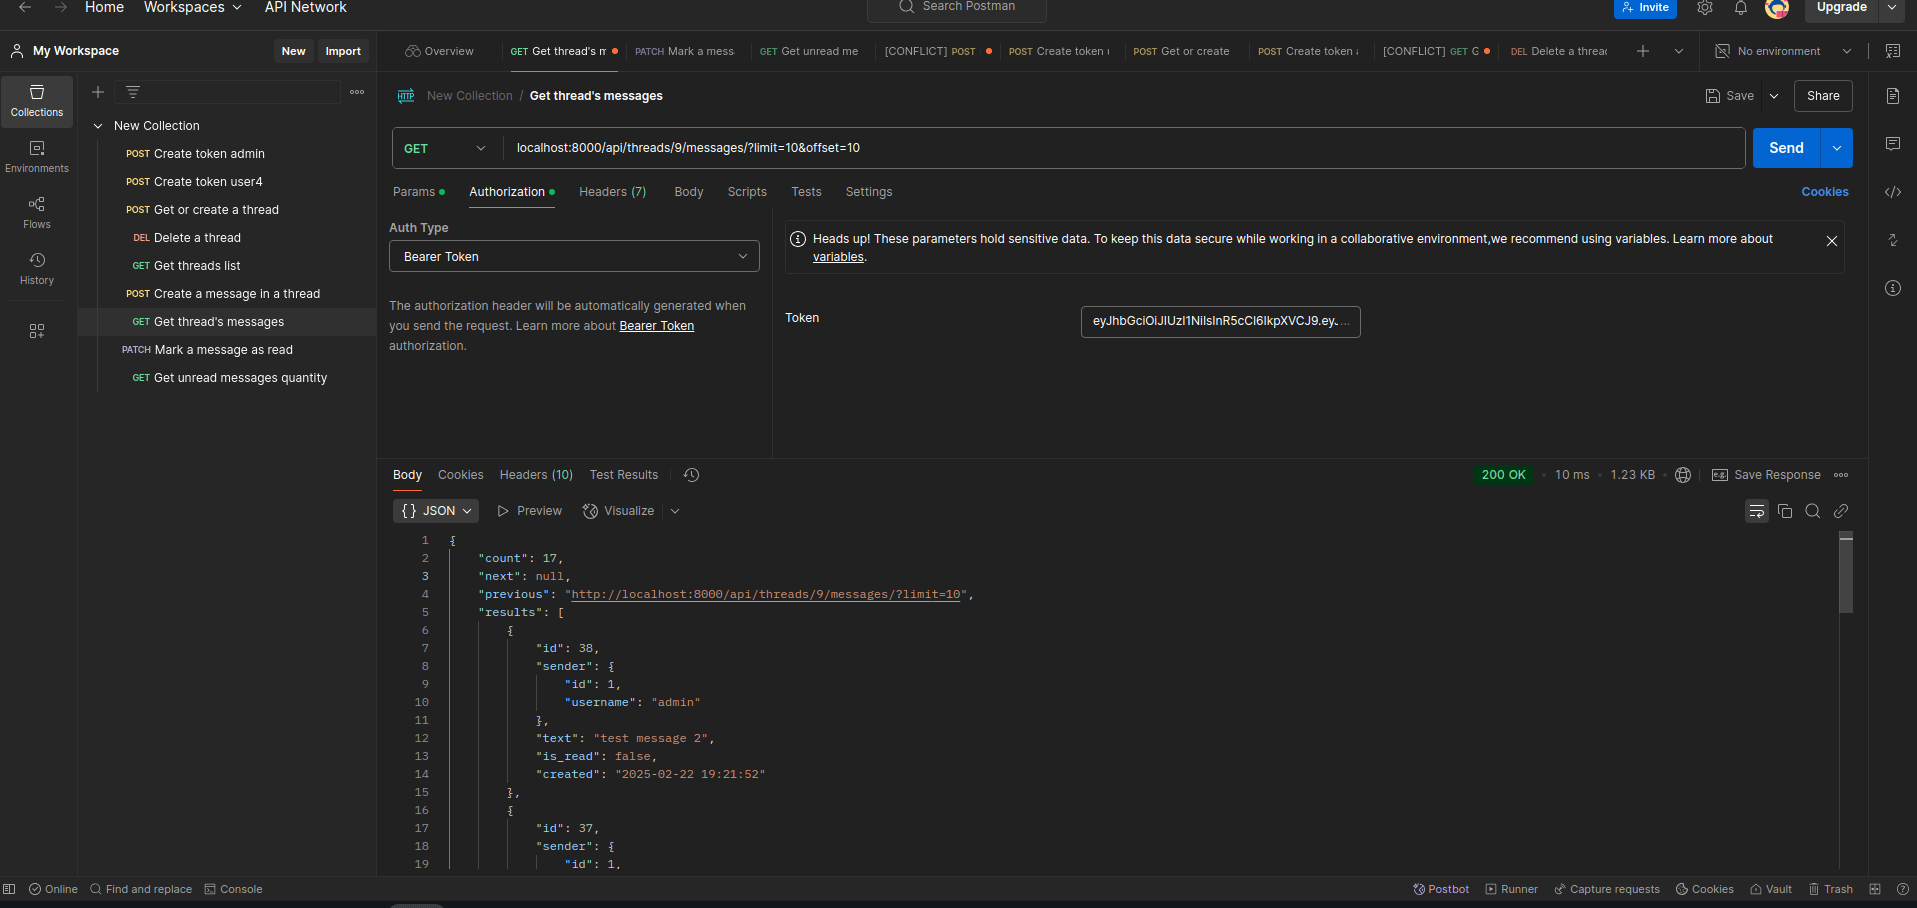 Home Workspaces API Network Search Postman Invite Upgrade
My Workspace New Import Overview GET Get thread's m PATCH Mark a mess GET Get unread me [CONFLICT] POST POST Create token POST Get or create POST Create token [CONFLICT] GET G DEL Delete a threa No environment
Collections
Environments
Flows
History
New Collection
POST Create token admin
POST Create token user4
POST Get or create a thread
DEL Delete a thread
GET Get threads list
POST Create a message in a thread
GET Get thread's messages
PATCH Mark a message as read
GET Get unread messages quantity
HTTP New Collection / Get thread's messages Save Share
GET localhost:8000/api/threads/9/messages/?limit=10&offset=10 Send
Params Authorization Headers (7) Body Scripts Tests Settings Cookies
Auth Type
Bearer Token
The authorization header will be automatically generated when
you send the request. Learn more about Bearer Token
authorization.
Heads up! These parameters hold sensitive data. To keep this data secure while working in a collaborative environment,we recommend using variables. Learn more about
variables.
Token
Body Cookies Headers (10) Test Results 200 OK 10 ms 1.23 KB e.g. Save Response
{} JSON Preview Visualize
1 {
2 "count": 17,
3 "next": null,
4 "previous": "http://localhost:8000/api/threads/9/messages/?limit=10",
5 "results": [
6 {
7 "id": 38,
8 "sender": {
9 "id": 1,
10 "username": "admin"
11 },
12 "text": "test message 2",
13 "is_read": false,
14 "created": "2025-02-22 19:21:52"
15 },
16 {
17 "id": 37,
18 "sender": {
19 "id": 1,
Online Find and replace Console Postbot Runner Capture requests Cookies Vault Trash